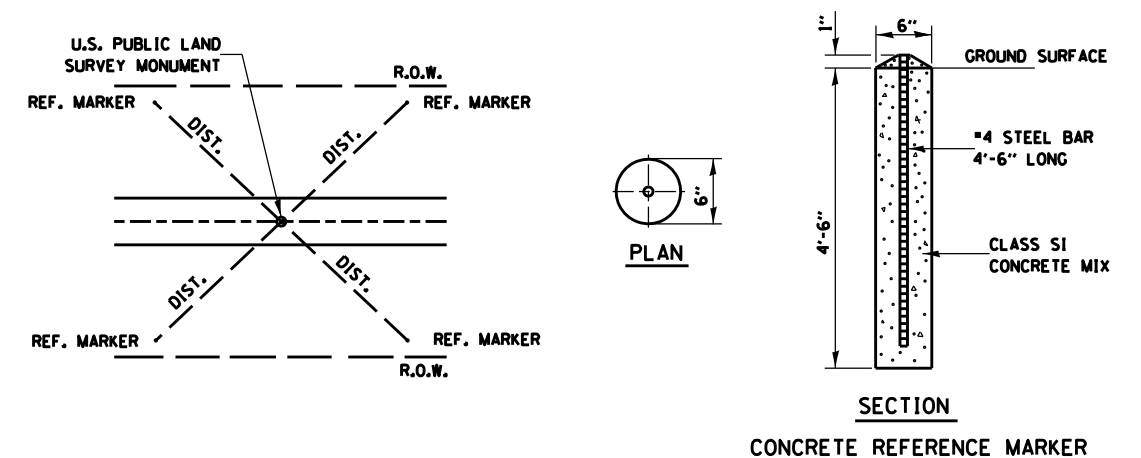 U.S. PUBLIC LAND
SURVEY MONUMENT
R.O.W.
REF. MARKER
REF. MARKER
DIST.
DIST.
DIST.
DIST.
REF. MARKER
REF. MARKER
R.O.W.
6"
PLAN
1"
6"
GROUND SURFACE
#4 STEEL BAR
4'-6" LONG
4'-6"
CLASS SI
CONCRETE MIX
SECTION
CONCRETE REFERENCE MARKER